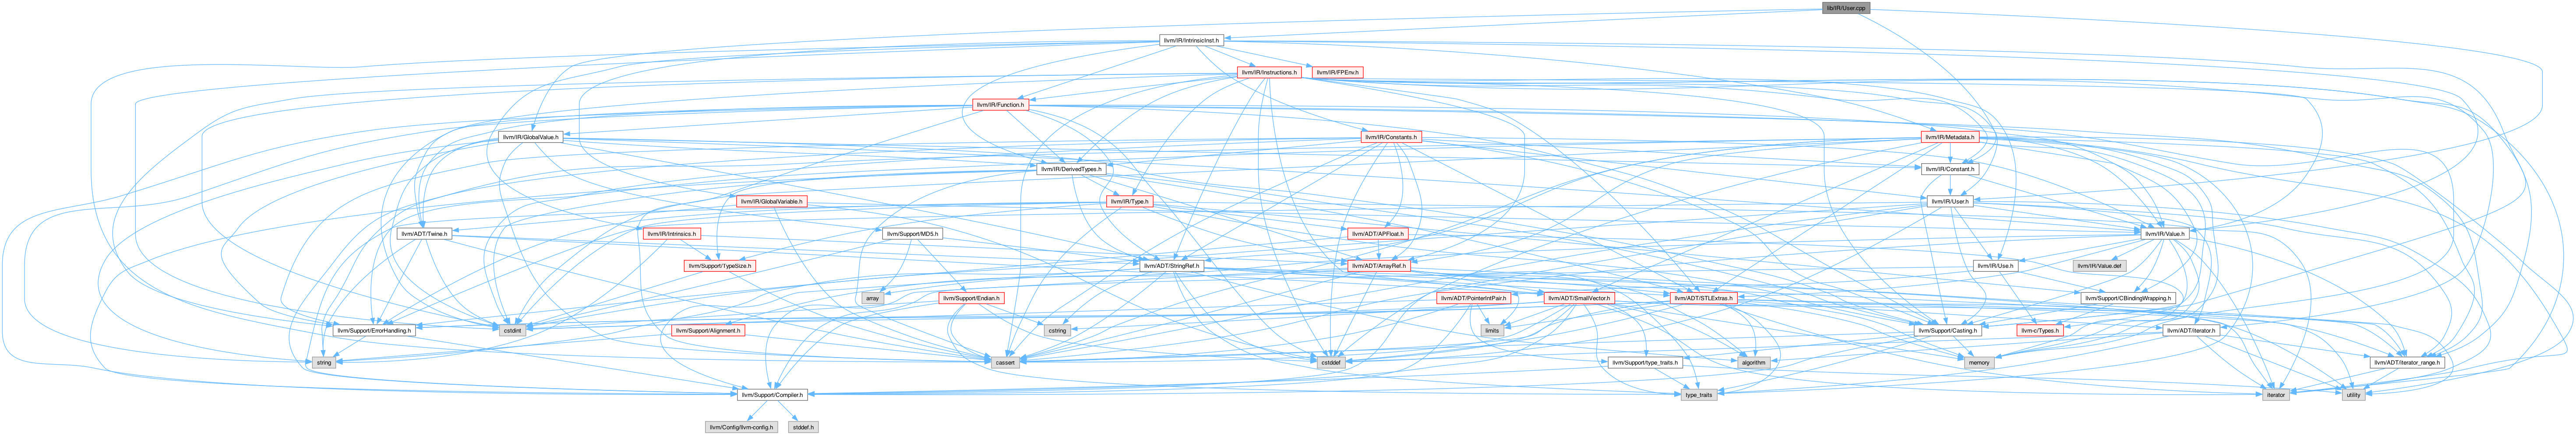 lib/IR/User.cpp
llvm/IR/IntrinsicInst.h
llvm/IR/Instructions.h
llvm/IR/FPEnv.h
llvm/IR/Function.h
llvm/IR/GlobalValue.h
llvm/IR/Constants.h
llvm/IR/Metadata.h
llvm/IR/DerivedTypes.h
llvm/IR/Constant.h
llvm/IR/GlobalVariable.h
llvm/IR/Type.h
llvm/IR/User.h
llvm/ADT/Twine.h
llvm/IR/Intrinsics.h
llvm/Support/MD5.h
llvm/ADT/APFloat.h
llvm/IR/Value.h
llvm/Support/TypeSize.h
llvm/ADT/StringRef.h
llvm/ADT/ArrayRef.h
llvm/IR/Use.h
llvm/IR/Value.def
array
llvm/Support/Endian.h
llvm/ADT/PointerIntPair.h
llvm/ADT/SmallVector.h
llvm/ADT/STLExtras.h
llvm/Support/CBindingWrapping.h
llvm/Support/ErrorHandling.h
cstdint
llvm/Support/Alignment.h
cstring
limits
llvm/Support/Casting.h
llvm-c/Types.h
llvm/ADT/iterator.h
string
cassert
cstddef
algorithm
llvm/Support/type_traits.h
memory
llvm/ADT/iterator_range.h
llvm/Support/Compiler.h
type_traits
iterator
utility
llvm/Config/llvm-config.h
stddef.h